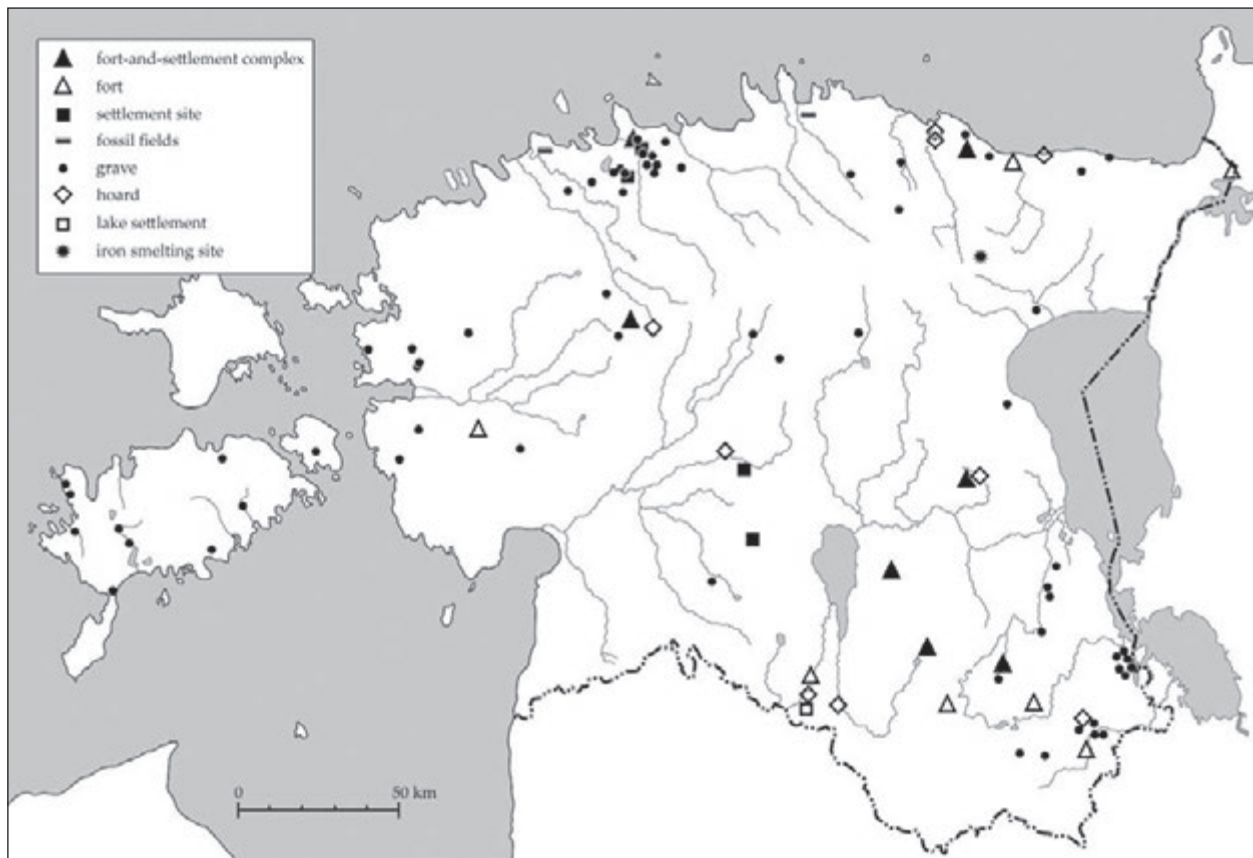 fort-and-settlement complex
fort
settlement site
fossil fields
grave
hoard
lake settlement
iron smelting site
0 50 km